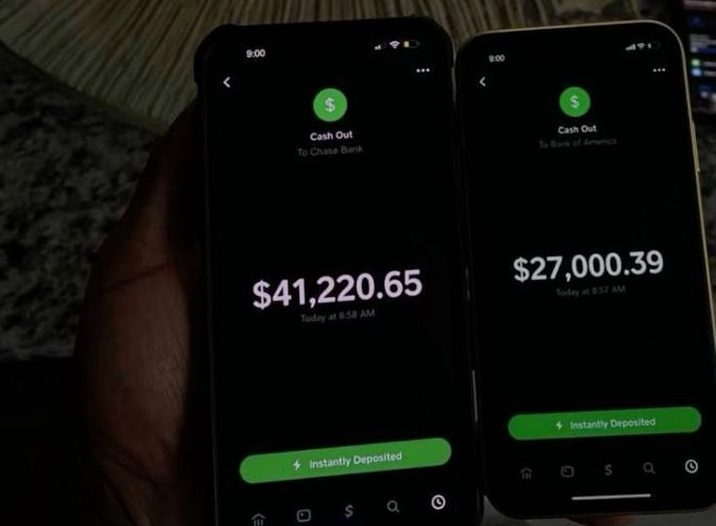 9:00
$
Cash Out
To Chase Bank
$41,220.65
Today at 8:58 AM
Instantly Deposited
$
9:00
$
Cash Out
To Bank of America
$27,000.39
Today at 8:57 AM
Instantly Deposited
$